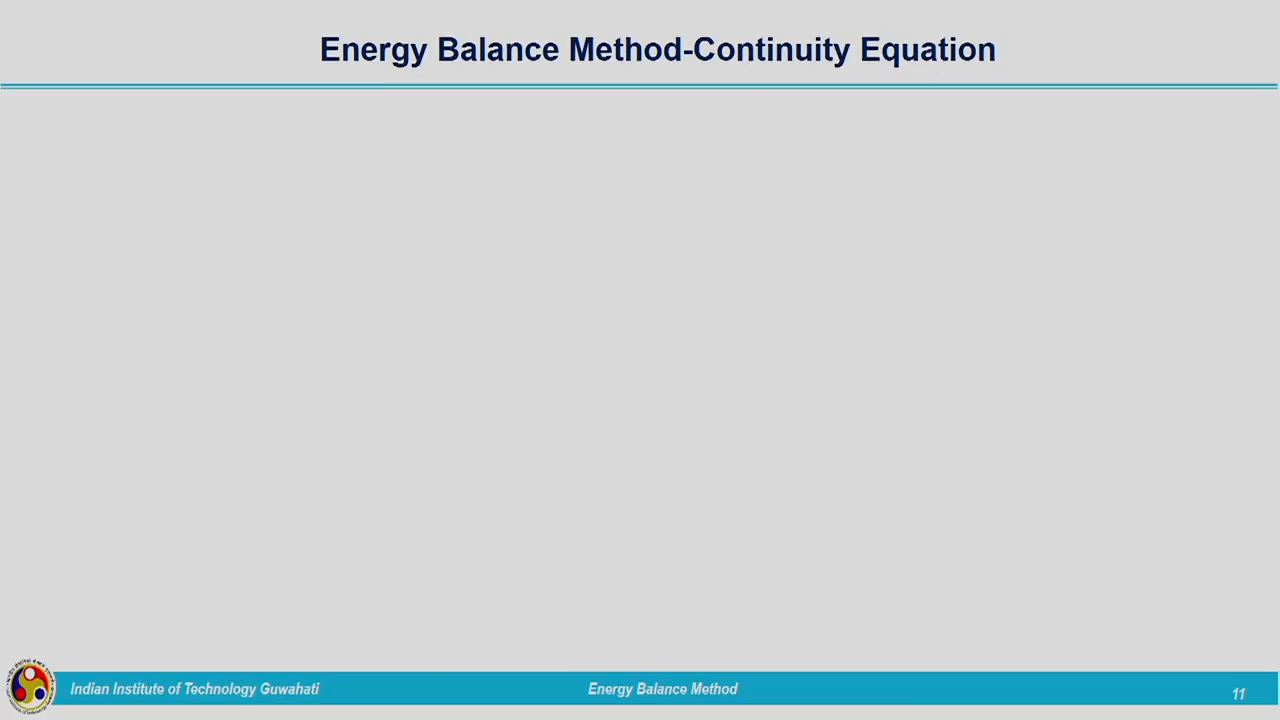 Energy Balance Method-Continuity Equation
Indian Institute of Technology Guwahati
Energy Balance Method
11